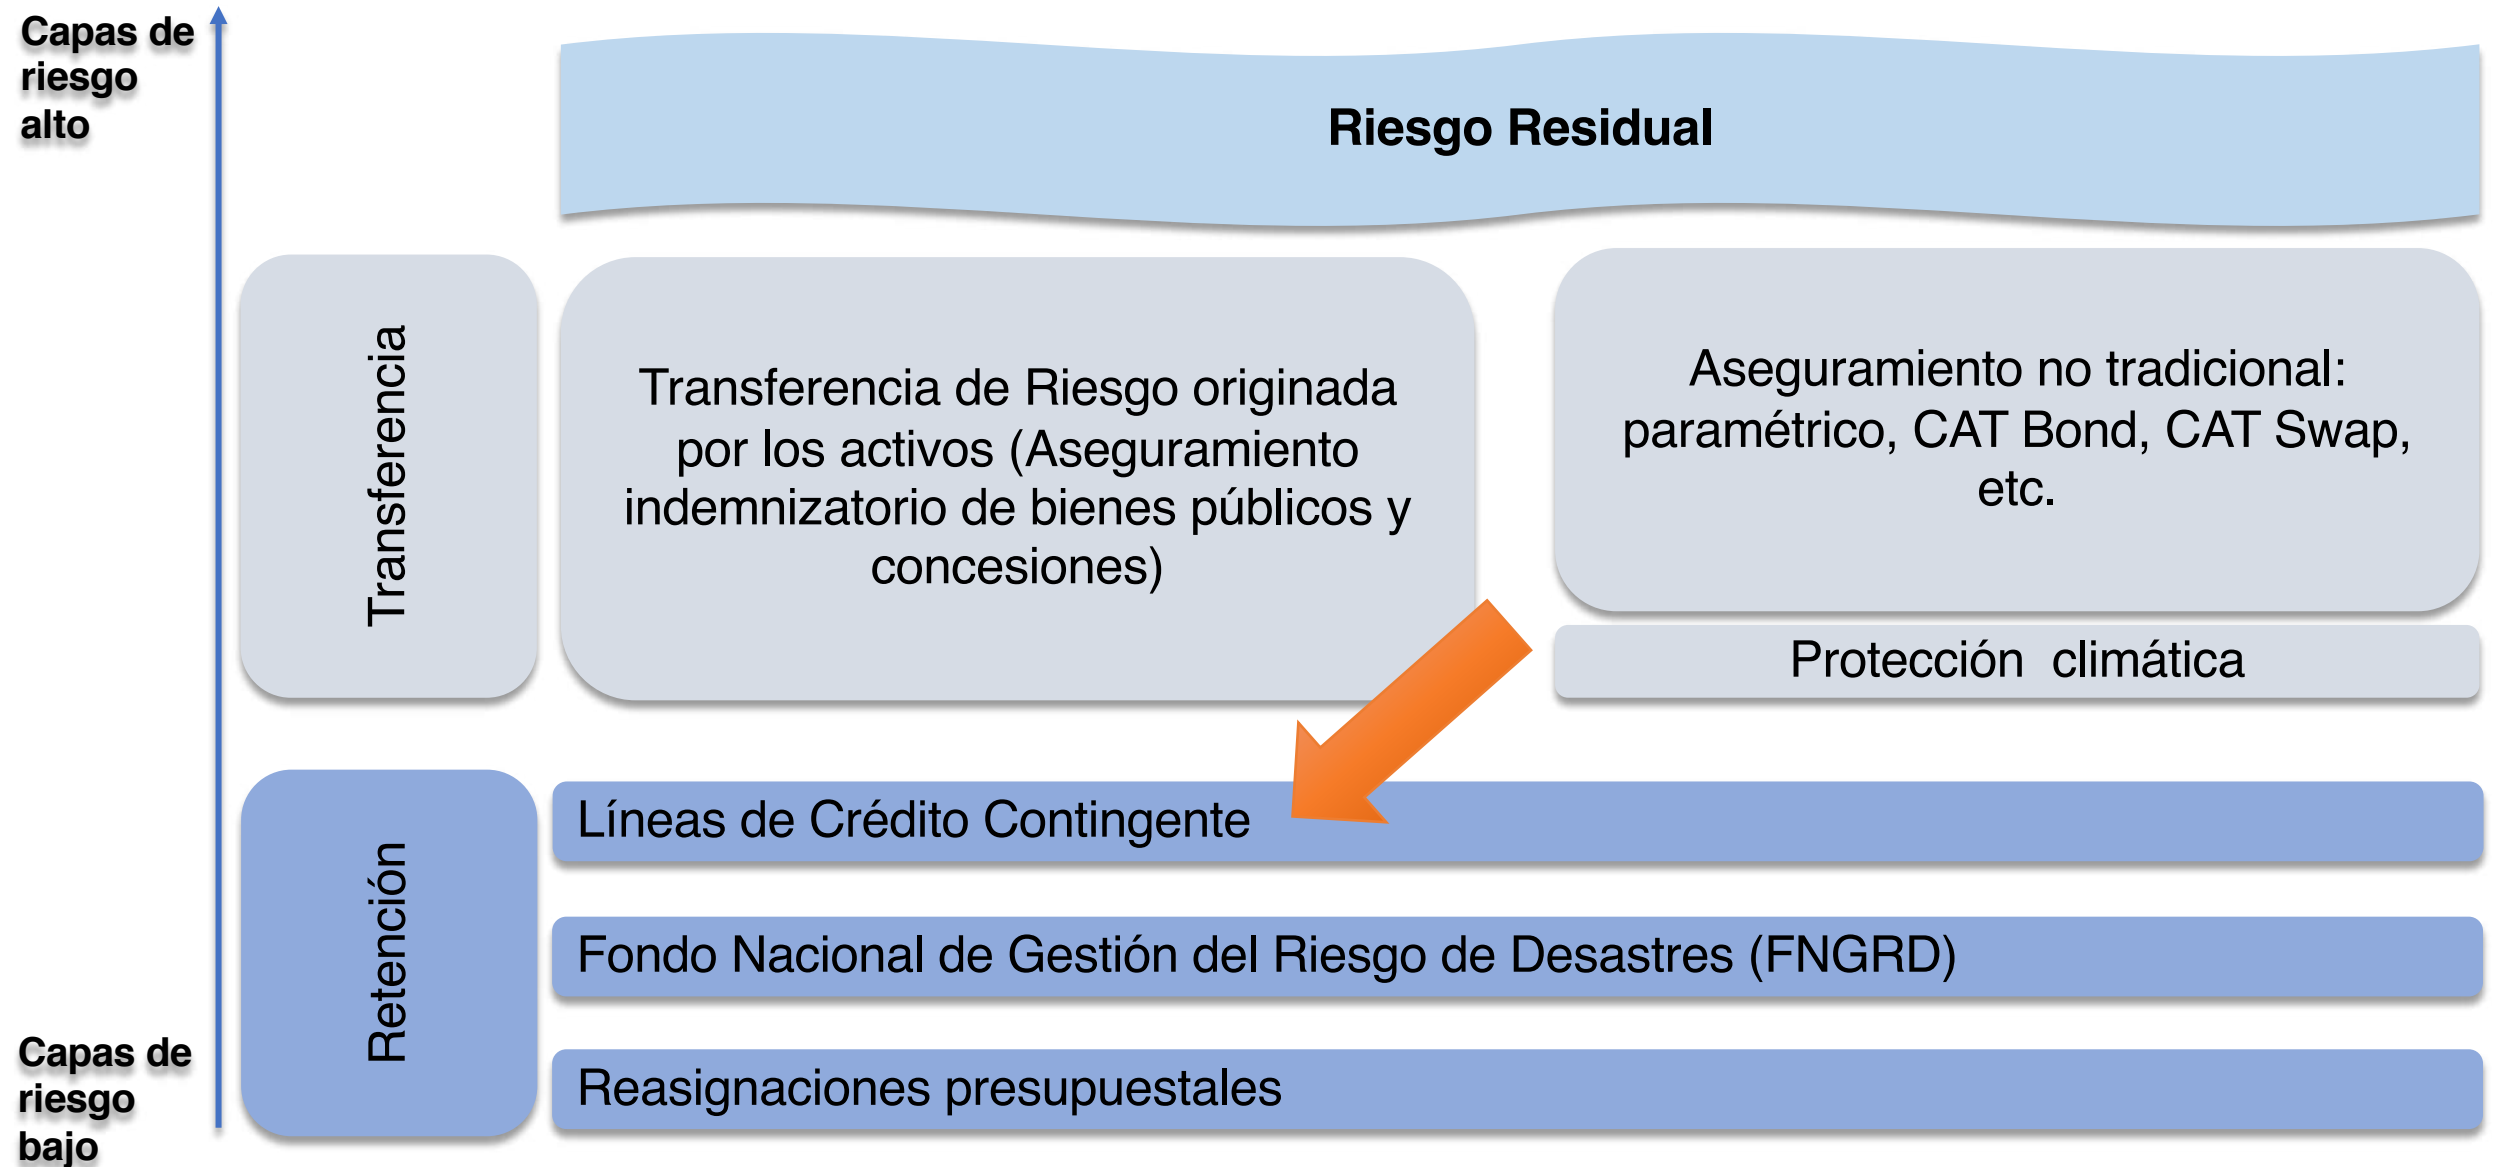 Capas de
riesgo
alto
Riesgo Residual
Transferencia
Transferencia de Riesgo originada
por los activos (Aseguramiento
indemnizatorio de bienes públicos y
concesiones)
Aseguramiento no tradicional:
paramétrico, CAT Bond, CAT Swap,
etc.
Protección climática
Retención
Líneas de Crédito Contingente
Fondo Nacional de Gestión del Riesgo de Desastres (FNGRD)
Reasignaciones presupuestales
Capas de
riesgo
bajo